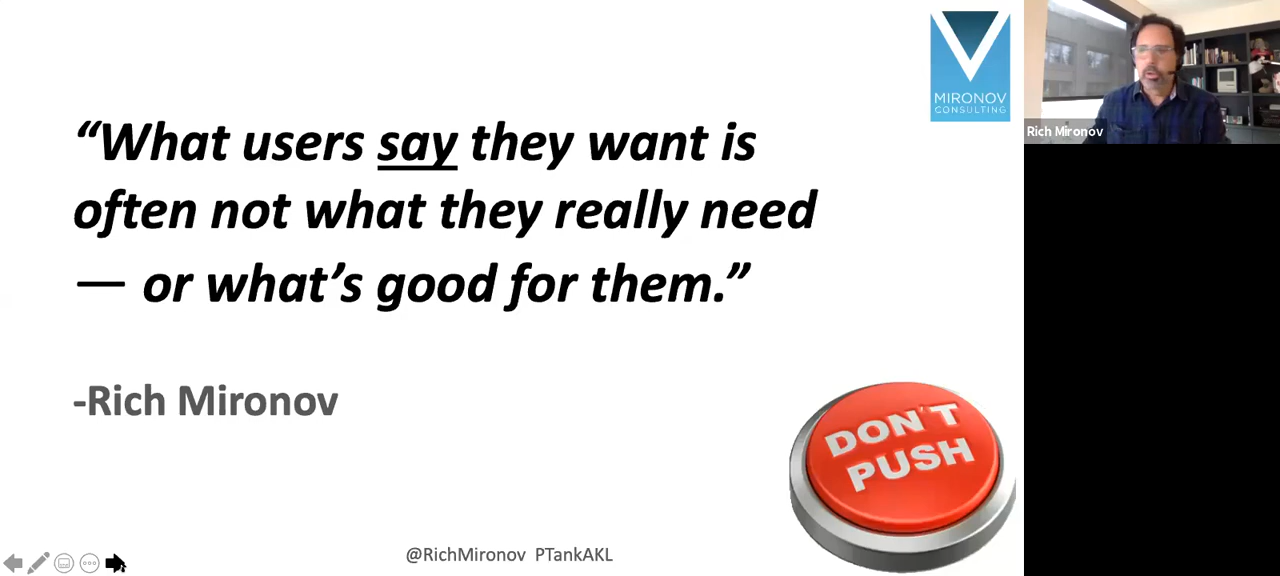 MIRONOV
CONSULTING
Rich Mironov
“What users say they want is
often not what they really need
— or what’s good for them.”
-Rich Mironov
DON'T
PUSH
@RichMironov PTankAKL